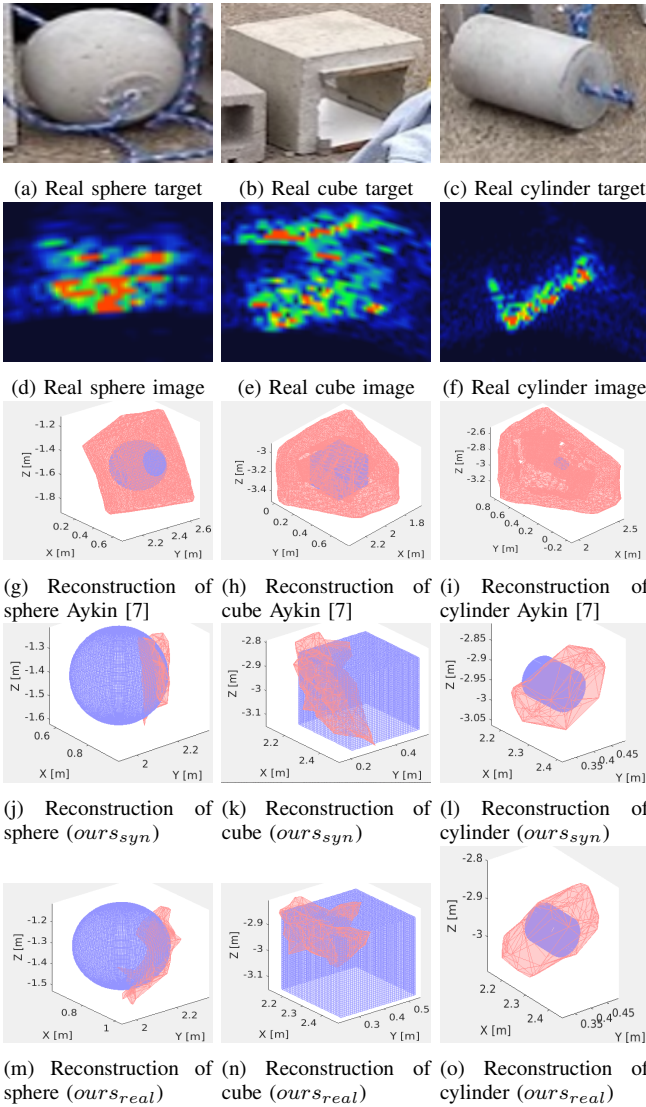 (a) Real sphere target (b) Real cube target (c) Real cylinder target
(d) Real sphere image (e) Real cube image (f) Real cylinder image
-1.2
-1.4
-1.6
-1.8
Z [m]
0.2
0.4
0.6
X [m]
2.2
2.4
2.6
Y [m]
-3
-3.2
-3.4
Z [m]
0
0.2
0.4
0.6
Y [m]
2.2
2
1.8
X [m]
-2.6
-2.8
-3
-3.2
Z [m]
0.8
0.6
0.4
0.2
0
-0.2
Y [m]
2
2.5
X [m]
(g) Reconstruction of sphere Aykin [7]
(h) Reconstruction of cube Aykin [7]
(i) Reconstruction of cylinder Aykin [7]
-1.3
-1.4
-1.5
-1.6
Z [m]
0.6
0.8
X [m]
2
2.2
Y [m]
-2.8
-2.9
-3
-3.1
Z [m]
2.2
2.4
X [m]
0.2
0.4
Y [m]
-2.85
-2.9
-2.95
-3
-3.05
Z [m]
2.2
2.3
2.4
X [m]
0.35
0.4
0.45
Y [m]
(j) Reconstruction of sphere (ours_syn)
(k) Reconstruction of cube (ours_syn)
(l) Reconstruction of cylinder (ours_syn)
-1.2
-1.3
-1.4
-1.5
Z [m]
0.8
1
X [m]
2
2.2
Y [m]
-2.9
-3
-3.1
Z [m]
2.2
2.3
2.4
2.5
X [m]
0.3
0.4
0.5
Y [m]
-2.8
-2.9
-3
Z [m]
2.2
2.3
2.4
X [m]
0.35
0.4
0.45
Y [m]
(m) Reconstruction of sphere (ours_real)
(n) Reconstruction of cube (ours_real)
(o) Reconstruction of cylinder (ours_real)